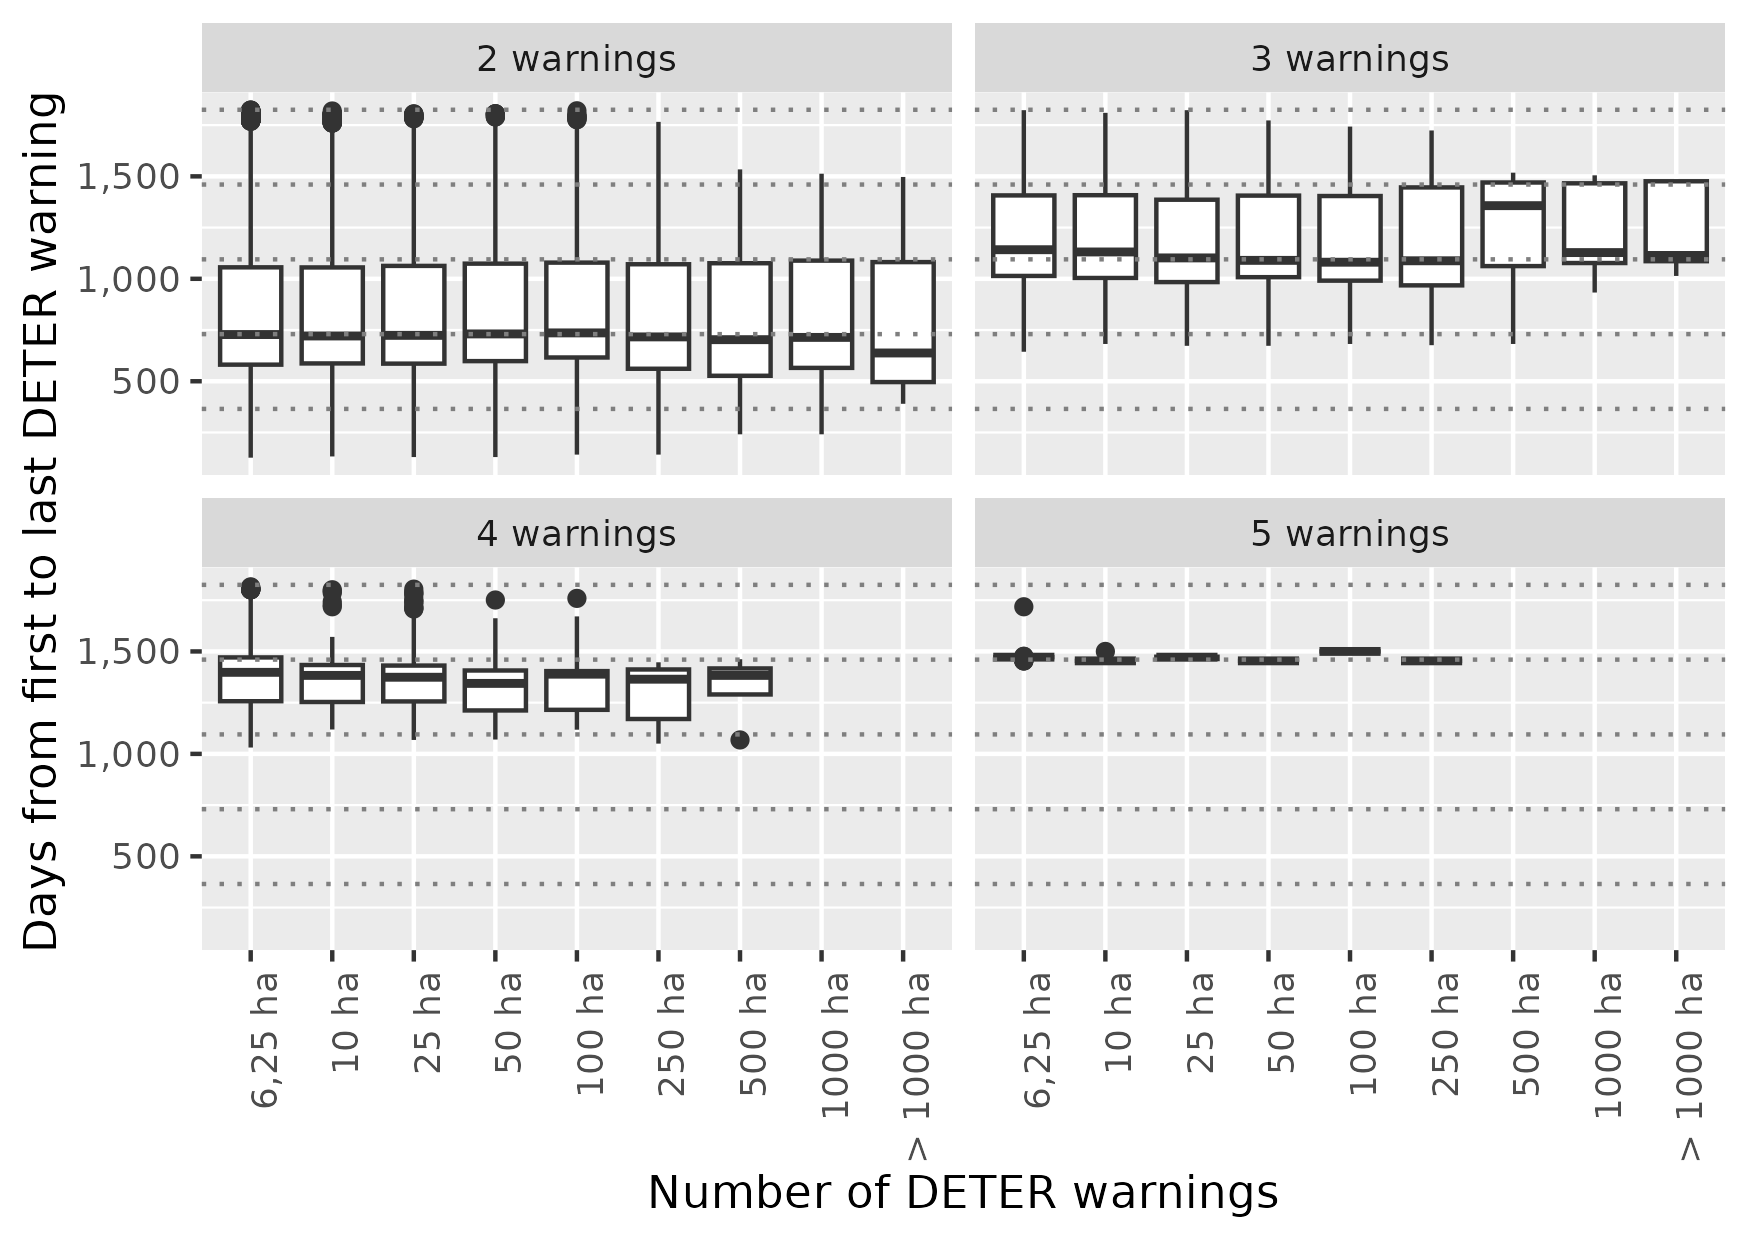 2 warnings
3 warnings
Days from first to last DETER warning
1,500
1,000
500
4 warnings
5 warnings
1,500
1,000
500
6,25 ha
10 ha
25 ha
50 ha
100 ha
250 ha
500 ha
1000 ha
> 1000 ha
6,25 ha
10 ha
25 ha
50 ha
100 ha
250 ha
500 ha
1000 ha
> 1000 ha
Number of DETER warnings